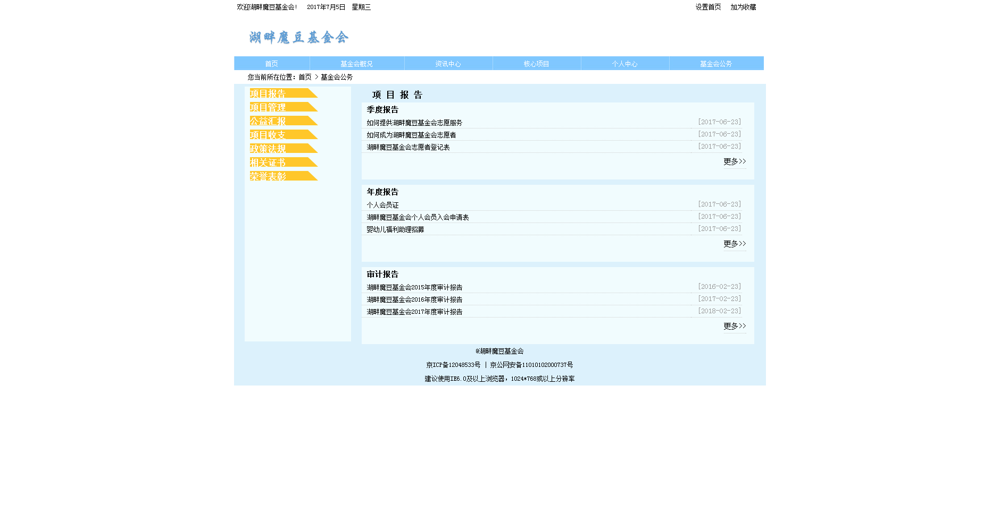 欢迎湖畔魔豆基金会! 2017年7月5日 星期三 设置首页 加为收藏
湖畔魔豆基金会
首页 基金会概况 资讯中心 核心项目 个人中心 基金会公务
您当前所在位置：首页 > 基金会公务
项目报告
项目管理
公益汇报
项目收支
政策法规
相关证书
荣誉表彰
项 目 报 告
季度报告
如何提供湖畔魔豆基金会志愿服务 [2017-06-23]
如何成为湖畔魔豆基金会志愿者 [2017-06-23]
湖畔魔豆基金会志愿者登记表 [2017-06-23]
更多>>
年度报告
个人会员证 [2017-06-23]
湖畔魔豆基金会个人会员入会申请表 [2017-06-23]
婴幼儿福利助理招募 [2017-06-23]
更多>>
审计报告
湖畔魔豆基金会2015年度审计报告 [2016-02-23]
湖畔魔豆基金会2016年度审计报告 [2017-02-23]
湖畔魔豆基金会2017年度审计报告 [2018-02-23]
更多>>
@湖畔魔豆基金会
京ICP备12048533号 | 京公网安备11010102000737号
建议使用IE6.0及以上浏览器，1024*768或以上分辨率